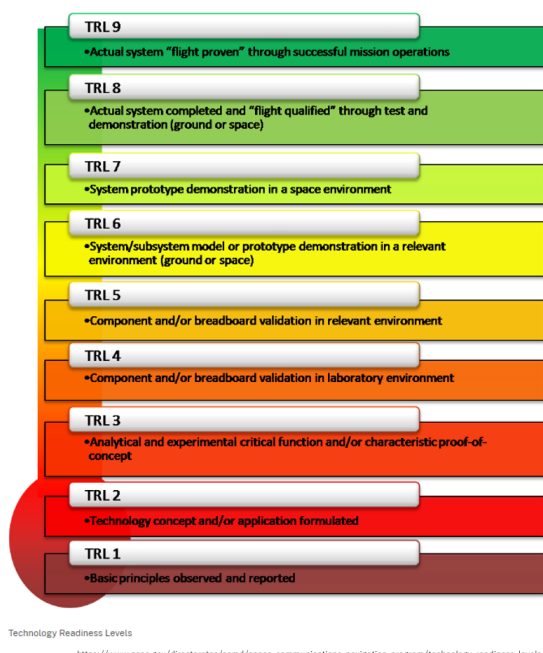 TRL 9
•Actual system “flight proven” through successful mission operations
TRL 8
•Actual system completed and “flight qualified” through test and
demonstration (ground or space)
TRL 7
•System prototype demonstration in a space environment
TRL 6
•System/subsystem model or prototype demonstration in a relevant
environment (ground or space)
TRL 5
•Component and/or breadboard validation in relevant environment
TRL 4
•Component and/or breadboard validation in laboratory environment
TRL 3
•Analytical and experimental critical function and/or characteristic proof-of-
concept
TRL 2
•Technology concept and/or application formulated
TRL 1
•Basic principles observed and reported
Technology Readiness Levels